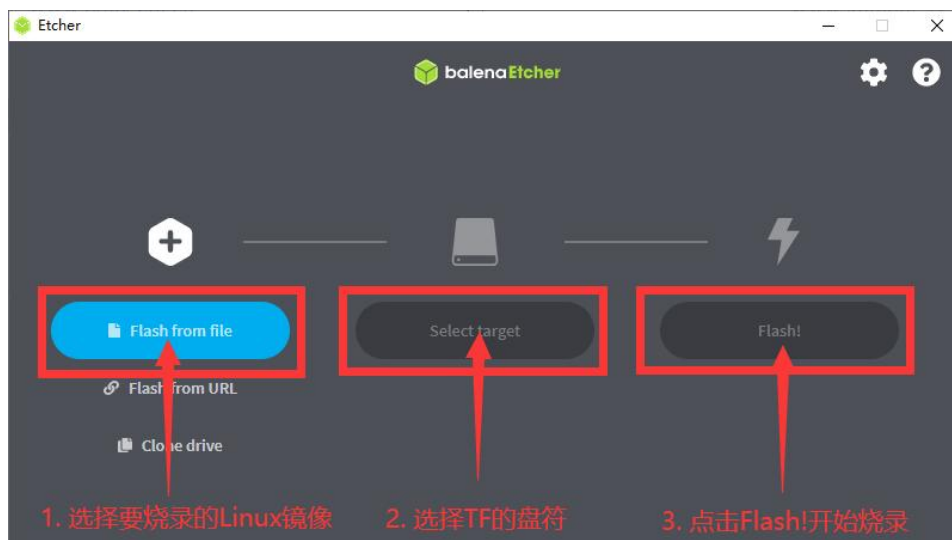 Etcher
balenaEtcher
Flash from file
Select target
Flash!
Flash from URL
Clone drive
1. 选择要烧录的Linux镜像
2. 选择TF的盘符
3. 点击Flash!开始烧录